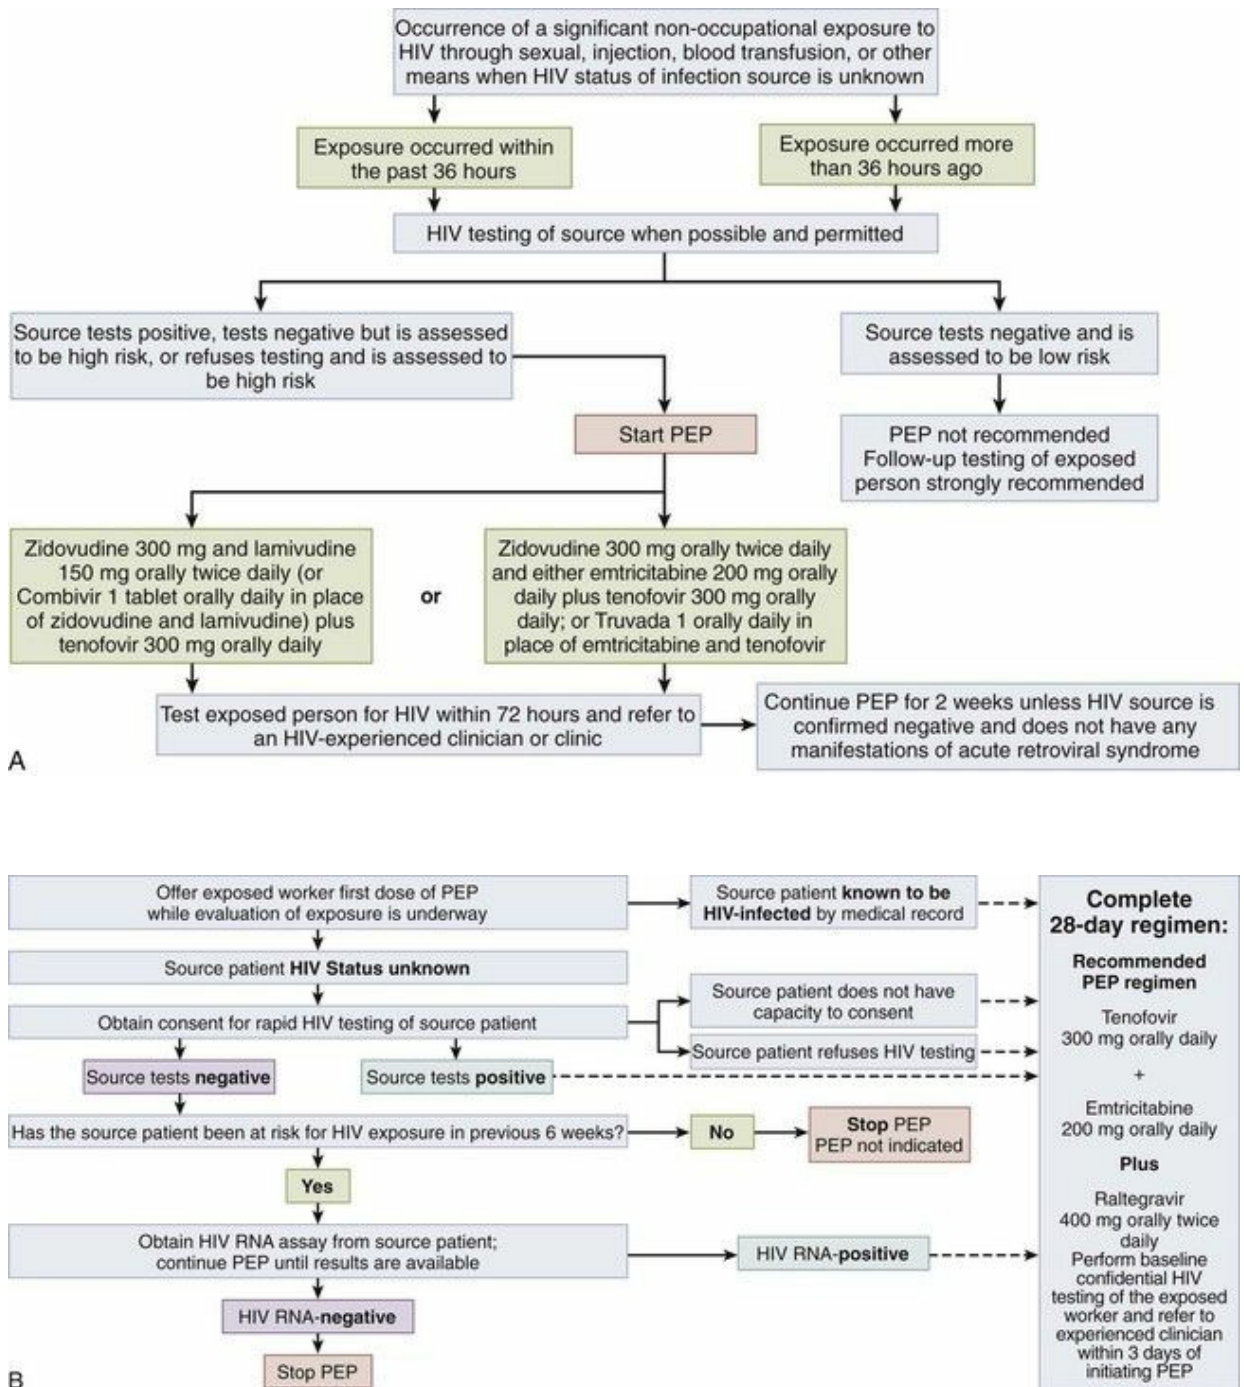 Occurrence of a significant non-occupational exposure to
HIV through sexual, injection, blood transfusion, or other
means when HIV status of infection source is unknown
Exposure occurred within
the past 36 hours
Exposure occurred more
than 36 hours ago
HIV testing of source when possible and permitted
Source tests positive, tests negative but is assessed
to be high risk, or refuses testing and is assessed to
be high risk
Source tests negative and is
assessed to be low risk
Start PEP
PEP not recommended
Follow-up testing of exposed
person strongly recommended
Zidovudine 300 mg and lamivudine
150 mg orally twice daily (or
Combivir 1 tablet orally daily in place
of zidovudine and lamivudine) plus
tenofovir 300 mg orally daily
or
Zidovudine 300 mg orally twice daily
and either emtricitabine 200 mg orally
daily plus tenofovir 300 mg orally
daily; or Truvada 1 orally daily in
place of emtricitabine and tenofovir
Test exposed person for HIV within 72 hours and refer to
an HIV-experienced clinician or clinic
Continue PEP for 2 weeks unless HIV source is
confirmed negative and does not have any
manifestations of acute retroviral syndrome
A
Offer exposed worker first dose of PEP
while evaluation of exposure is underway
Source patient known to be
HIV-infected by medical record
Source patient HIV Status unknown
Obtain consent for rapid HIV testing of source patient
Source patient does not have
capacity to consent
Source patient refuses HIV testing
Source tests negative
Source tests positive
Has the source patient been at risk for HIV exposure in previous 6 weeks?
No
Stop PEP
PEP not indicated
Yes
Obtain HIV RNA assay from source patient;
continue PEP until results are available
HIV RNA-positive
HIV RNA-negative
Stop PEP
Complete
28-day regimen:
Recommended
PEP regimen
Tenofovir
300 mg orally daily
+
Emtricitabine
200 mg orally daily
Plus
Raltegravir
400 mg orally twice
daily
Perform baseline
confidential HIV
testing of the exposed
worker and refer to
experienced clinician
within 3 days of
initiating PEP
B